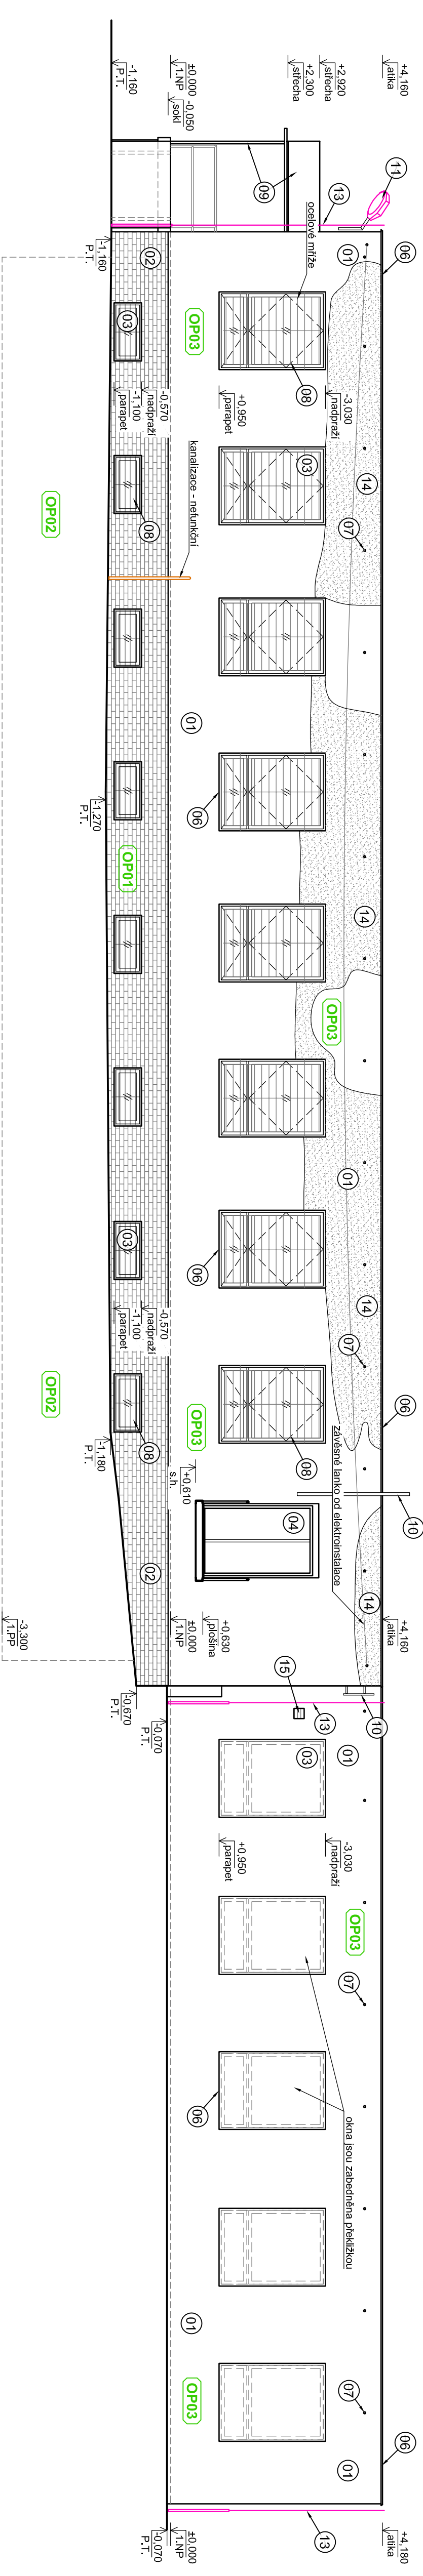 +4,160
atika
+2,920
střecha
+2,300
střecha
±0,000
1.NP
-0,050
sokl
-1,160
P.T.
11
13
09
06
01
ocelové mříže
02
-1,160
P.T.
03
OP03
08
-3,030
nadpraží
+0,950
parapet
-0,570
nadpraží
-1,100
parapet
14
03
07
08
kanalizace - nefunkční
OP02
01
06
-1,270
P.T.
OP01
14
OP03
01
06
03
14
07
-0,570
nadpraží
-1,100
parapet
OP02
06
závěsné lanko od elektroinstalace
08
OP03
08
+0,610
s.h.
-1,180
P.T.
10
04
14
02
+4,160
atika
+0,630
plošina
±0,000
1.NP
-3,300
1.PP
10
15
13
-0,670
P.T.
-0,070
P.T.
01
03
-3,030
nadpraží
+0,950
parapet
OP03
07
06
okna jsou zabedněna překližkou
01
OP03
07
01
06
13
+4,180
atika
±0,000
1.NP
-0,070
P.T.